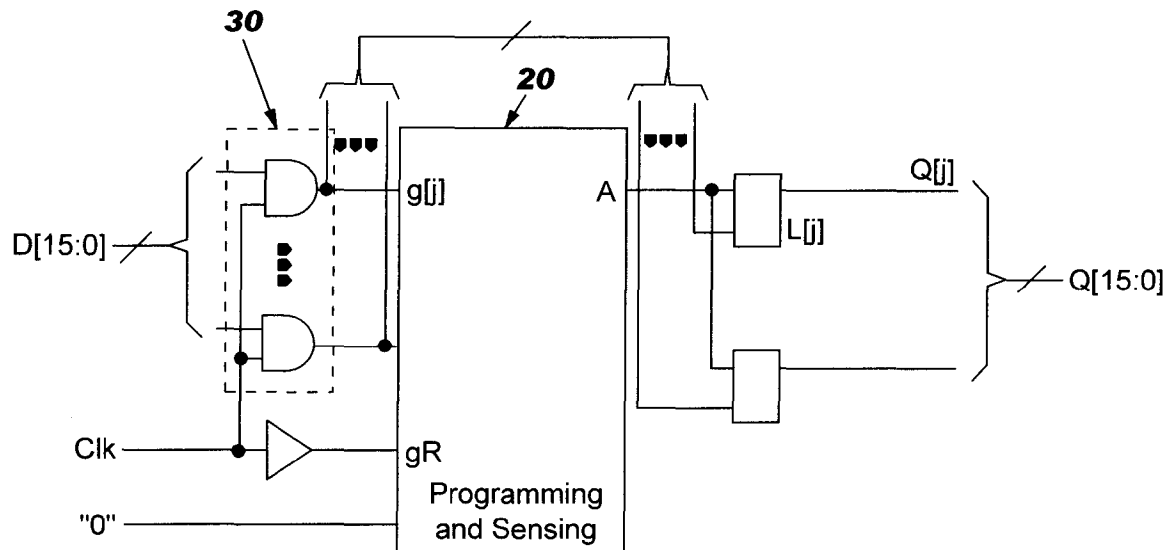 30
20
g[j]
A
Q[j]
L[j]
D[15:0]
Q[15:0]
Clk
gR
"0"
Programming
and Sensing